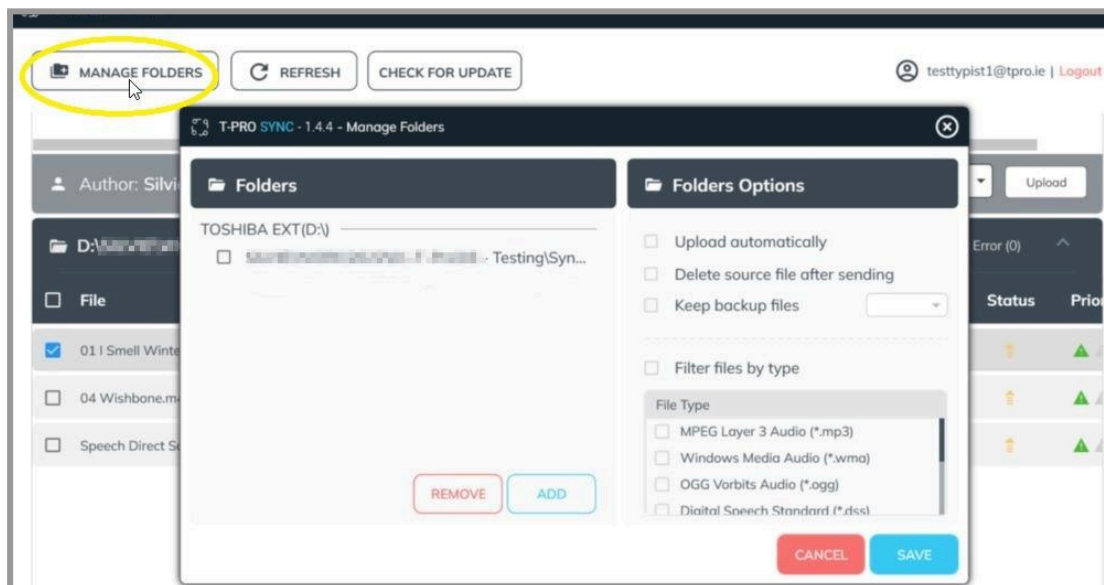 MANAGE FOLDERS
REFRESH
CHECK FOR UPDATE
testtypist1@tpro.ie | Logout
T-PRO SYNC - 1.4.4 - Manage Folders
Author: Silvi
Upload
Folders
Folders Options
D:\
Error (0)
TOSHIBA EXT(D:\)
- Testing\Syn...
Upload automatically
Delete source file after sending
Keep backup files
File
Status
Prio
Filter files by type
File Type
01 I Smell Winte
MPEG Layer 3 Audio (*.mp3)
04 Wishbone.m
Windows Media Audio (*.wma)
OGG Vorbits Audio (*.ogg)
Speech Direct S
Digital Speech Standard (*.dss)
REMOVE
ADD
CANCEL
SAVE